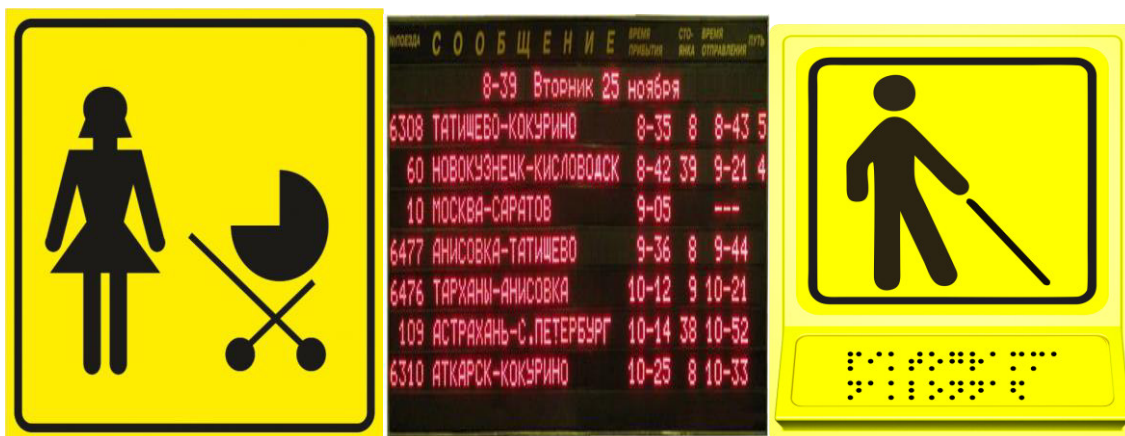 №ПОЕЗДА СООБЩЕНИЕ ВРЕМЯ ПРИБЫТИЯ СТО-ЯНКА ВРЕМЯ ОТПРАВЛЕНИЯ ПУТЬ
8-39 Вторник 25 ноября
6308 ТАТИЩЕВО-КОКУРИНО 8-35 8 8-43 5
60 НОВОКУЗНЕЦК-КИСЛОВОДСК 8-42 39 9-21 4
10 МОСКВА-САРАТОВ 9-05 ---
6477 АНИСОВКА-ТАТИЩЕВО 9-36 8 9-44
6476 ТАРХАНЫ-АНИСОВКА 10-12 9 10-21
109 АСТРАХАНЬ-С.ПЕТЕРБУРГ 10-14 38 10-52
6310 АТКАРСК-КОКУРИНО 10-25 8 10-33